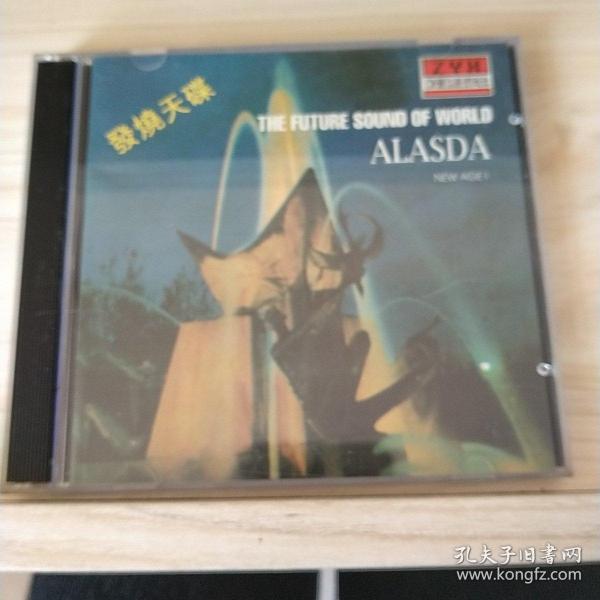 發燒天碟
ZYX
THE FUTURE SOUND OF WORLD
ALASDA
NEW AGE I
孔夫子旧书网
www.kongfz.com